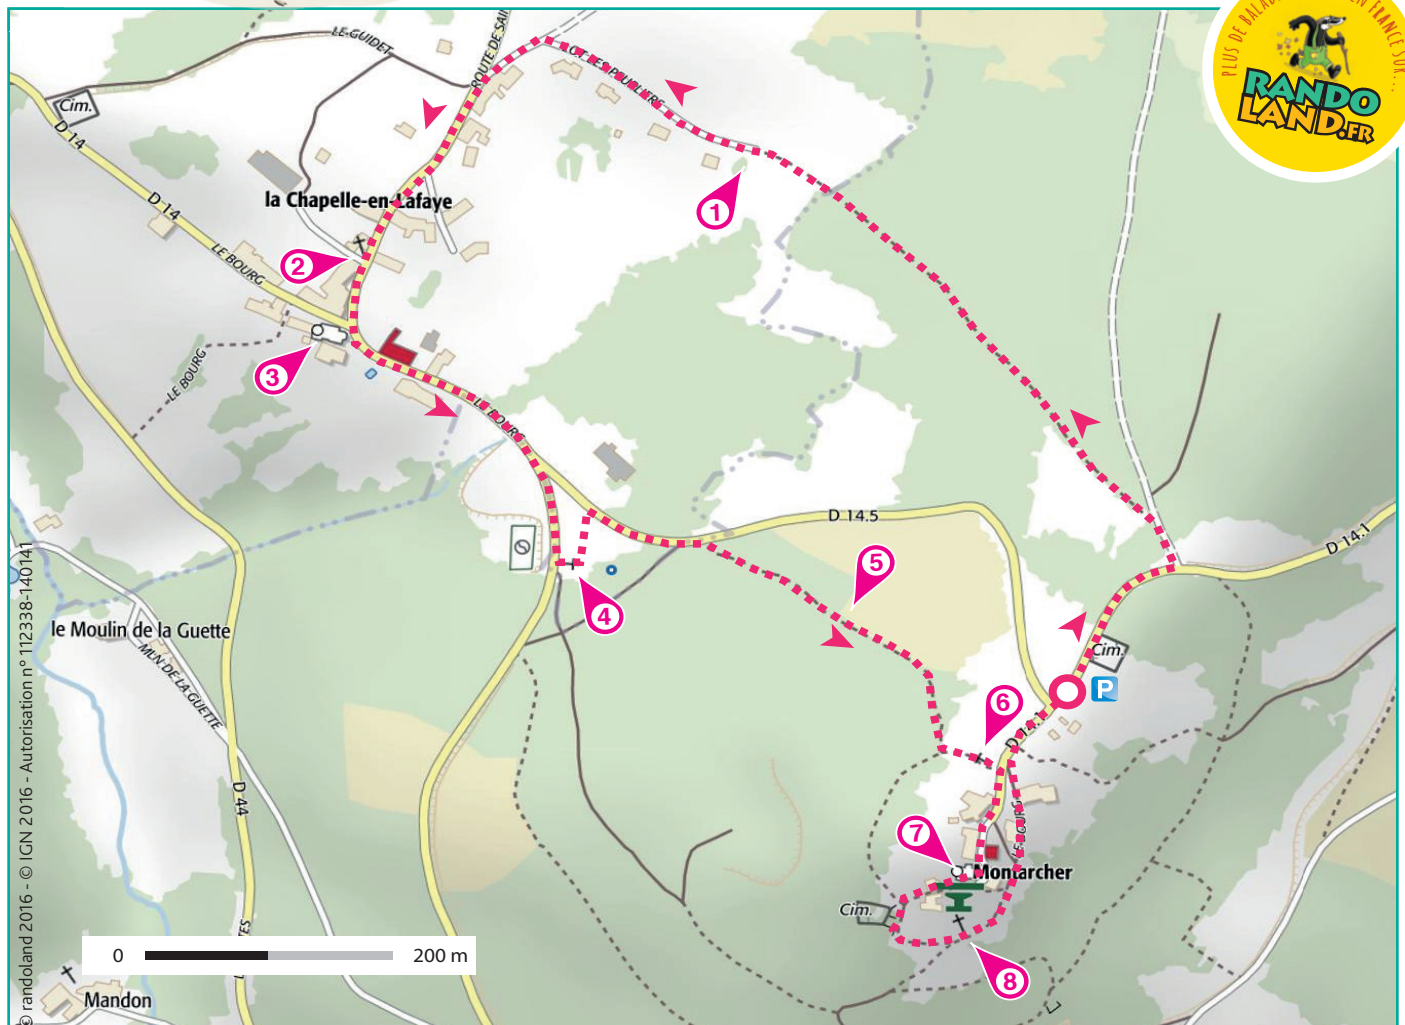 PLUS DE BALAD
EN FRANCE SUR...
RANDO
LAND.FR
LE GUIDET
ROUTE DE SAI
Cim.
D 14
D 14
la Chapelle-en-Lafaye
1
2
LE BOURG
3
LE BOURG
LE BOURG
D 14.5
D 14.1
4
5
le Moulin de la Guette
MLN DE LA GUETTE
Cim.
P
6
D 14.1
D 44
LE BOURG
7
Montarcher
Cim.
8
0 200 m
TES
Mandon
© randoland 2016 - © IGN 2016 - Autorisation n° 112338-140141